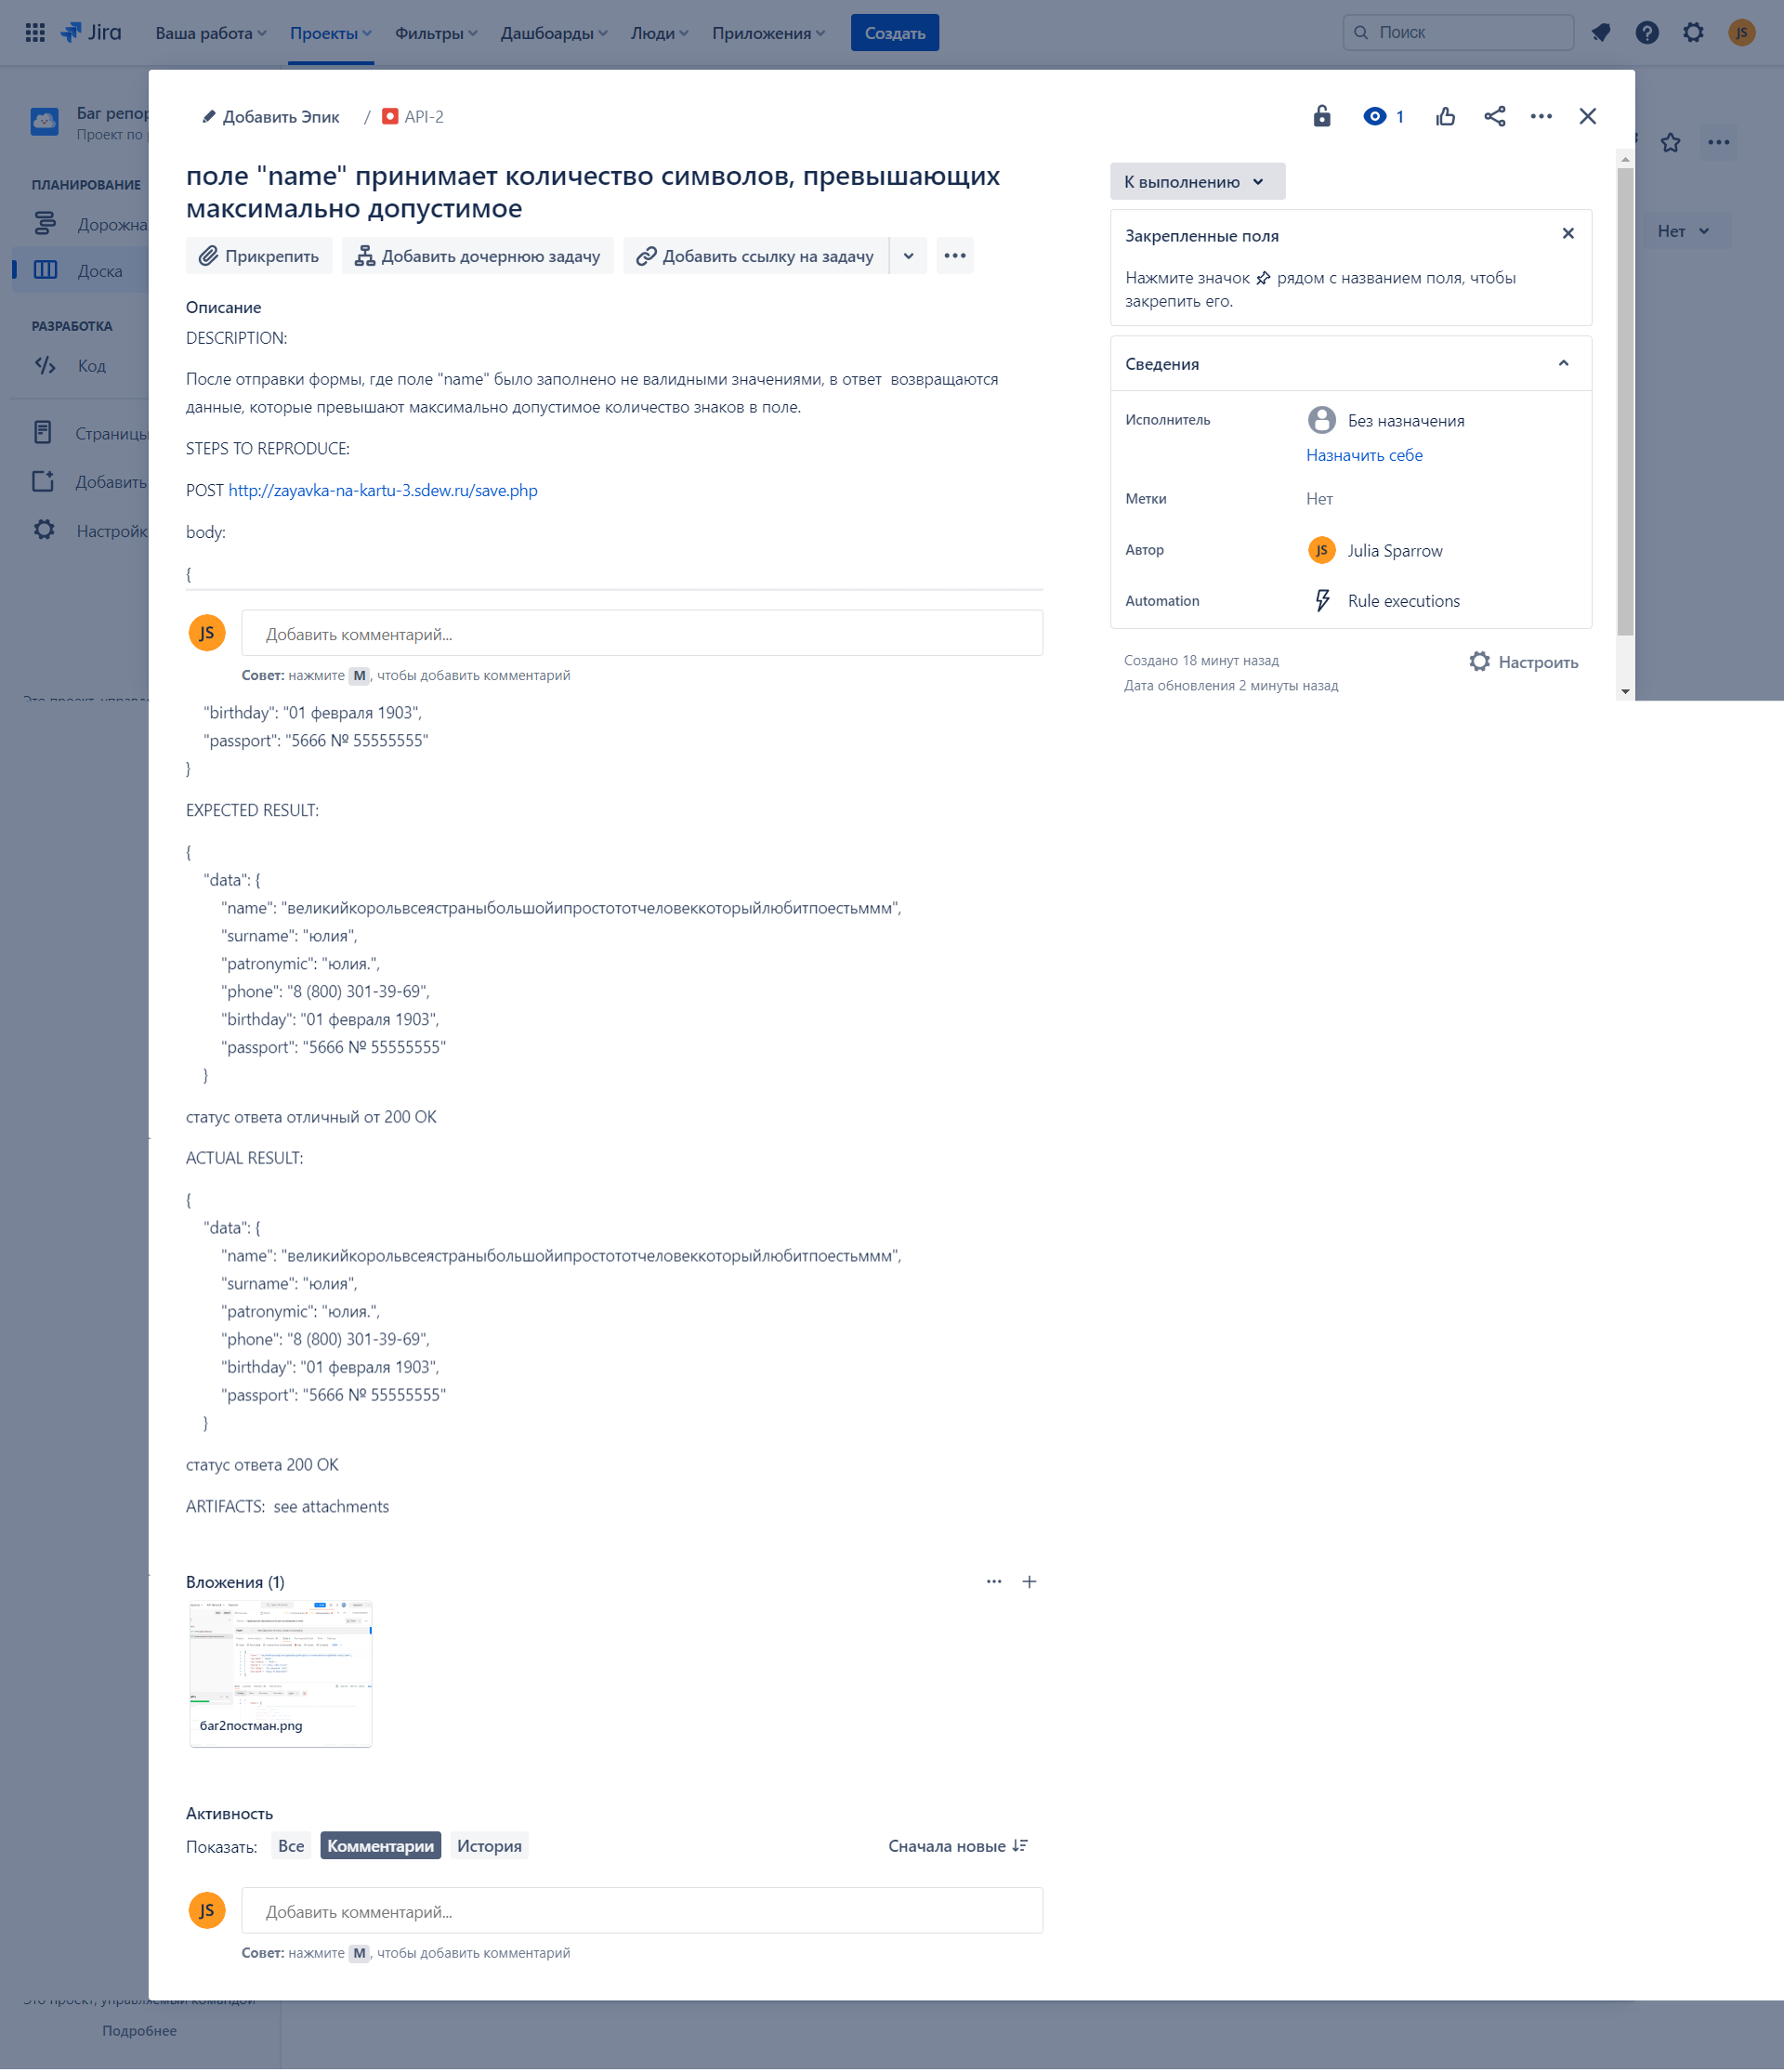 Jira
Ваша работа
Проекты
Фильтры
Дашборды
Люди
Приложения
Создать
Поиск
JS
Баг репор
Проект по
ПЛАНИРОВАНИЕ
Дорожна
Доска
РАЗРАБОТКА
Код
Страницы
Добавить
Настройк
Нет
Добавить Эпик / API-2
1
поле "name" принимает количество символов, превышающих
максимально допустимое
Прикрепить
Добавить дочернюю задачу
Добавить ссылку на задачу
Описание
DESCRIPTION:
После отправки формы, где поле "name" было заполнено не валидными значениями, в ответ возвращаются
данные, которые превышают максимально допустимое количество знаков в поле.
STEPS TO REPRODUCE:
POST http://zayavka-na-kartu-3.sdew.ru/save.php
body:
{
JS
Добавить комментарий...
Совет: нажмите M, чтобы добавить комментарий
К выполнению
Закрепленные поля
Нажмите значок рядом с названием поля, чтобы
закрепить его.
Сведения
Исполнитель
Без назначения
Назначить себе
Метки
Нет
Автор
JS Julia Sparrow
Automation
Rule executions
Создано 18 минут назад
Настроить
Дата обновления 2 минуты назад
"birthday": "01 февраля 1903",
"passport": "5666 № 55555555"
}
EXPECTED RESULT:
{
"data": {
"name": "великийкорольвсеястраныбольшойипростототчеловеккоторыйлюбитпоестьммм",
"surname": "юлия",
"patronymic": "юлия.",
"phone": "8 (800) 301-39-69",
"birthday": "01 февраля 1903",
"passport": "5666 № 55555555"
}
статус ответа отличный от 200 ОК
ACTUAL RESULT:
{
"data": {
"name": "великийкорольвсеястраныбольшойипростототчеловеккоторыйлюбитпоестьммм",
"surname": "юлия",
"patronymic": "юлия.",
"phone": "8 (800) 301-39-69",
"birthday": "01 февраля 1903",
"passport": "5666 № 55555555"
}
статус ответа 200 ОК
ARTIFACTS: see attachments
Вложения (1)
баг2постман.png
Активность
Показать:
Все
Комментарии
История
Сначала новые
JS
Добавить комментарий...
Совет: нажмите M, чтобы добавить комментарий
Это проект, управляемый командой
Подробнее